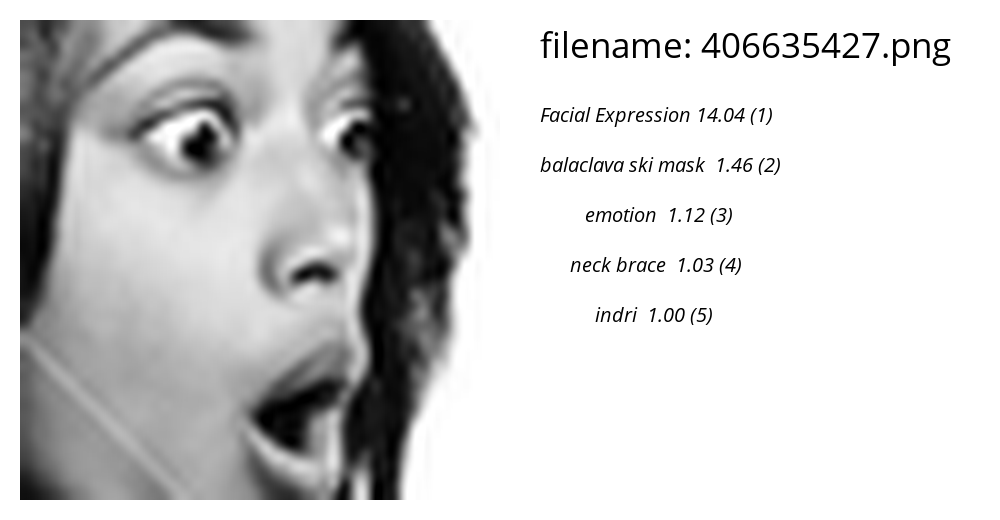 filename: 406635427.png
Facial Expression 14.04 (1)
balaclava ski mask 1.46 (2)
emotion 1.12 (3)
neck brace 1.03 (4)
indri 1.00 (5)